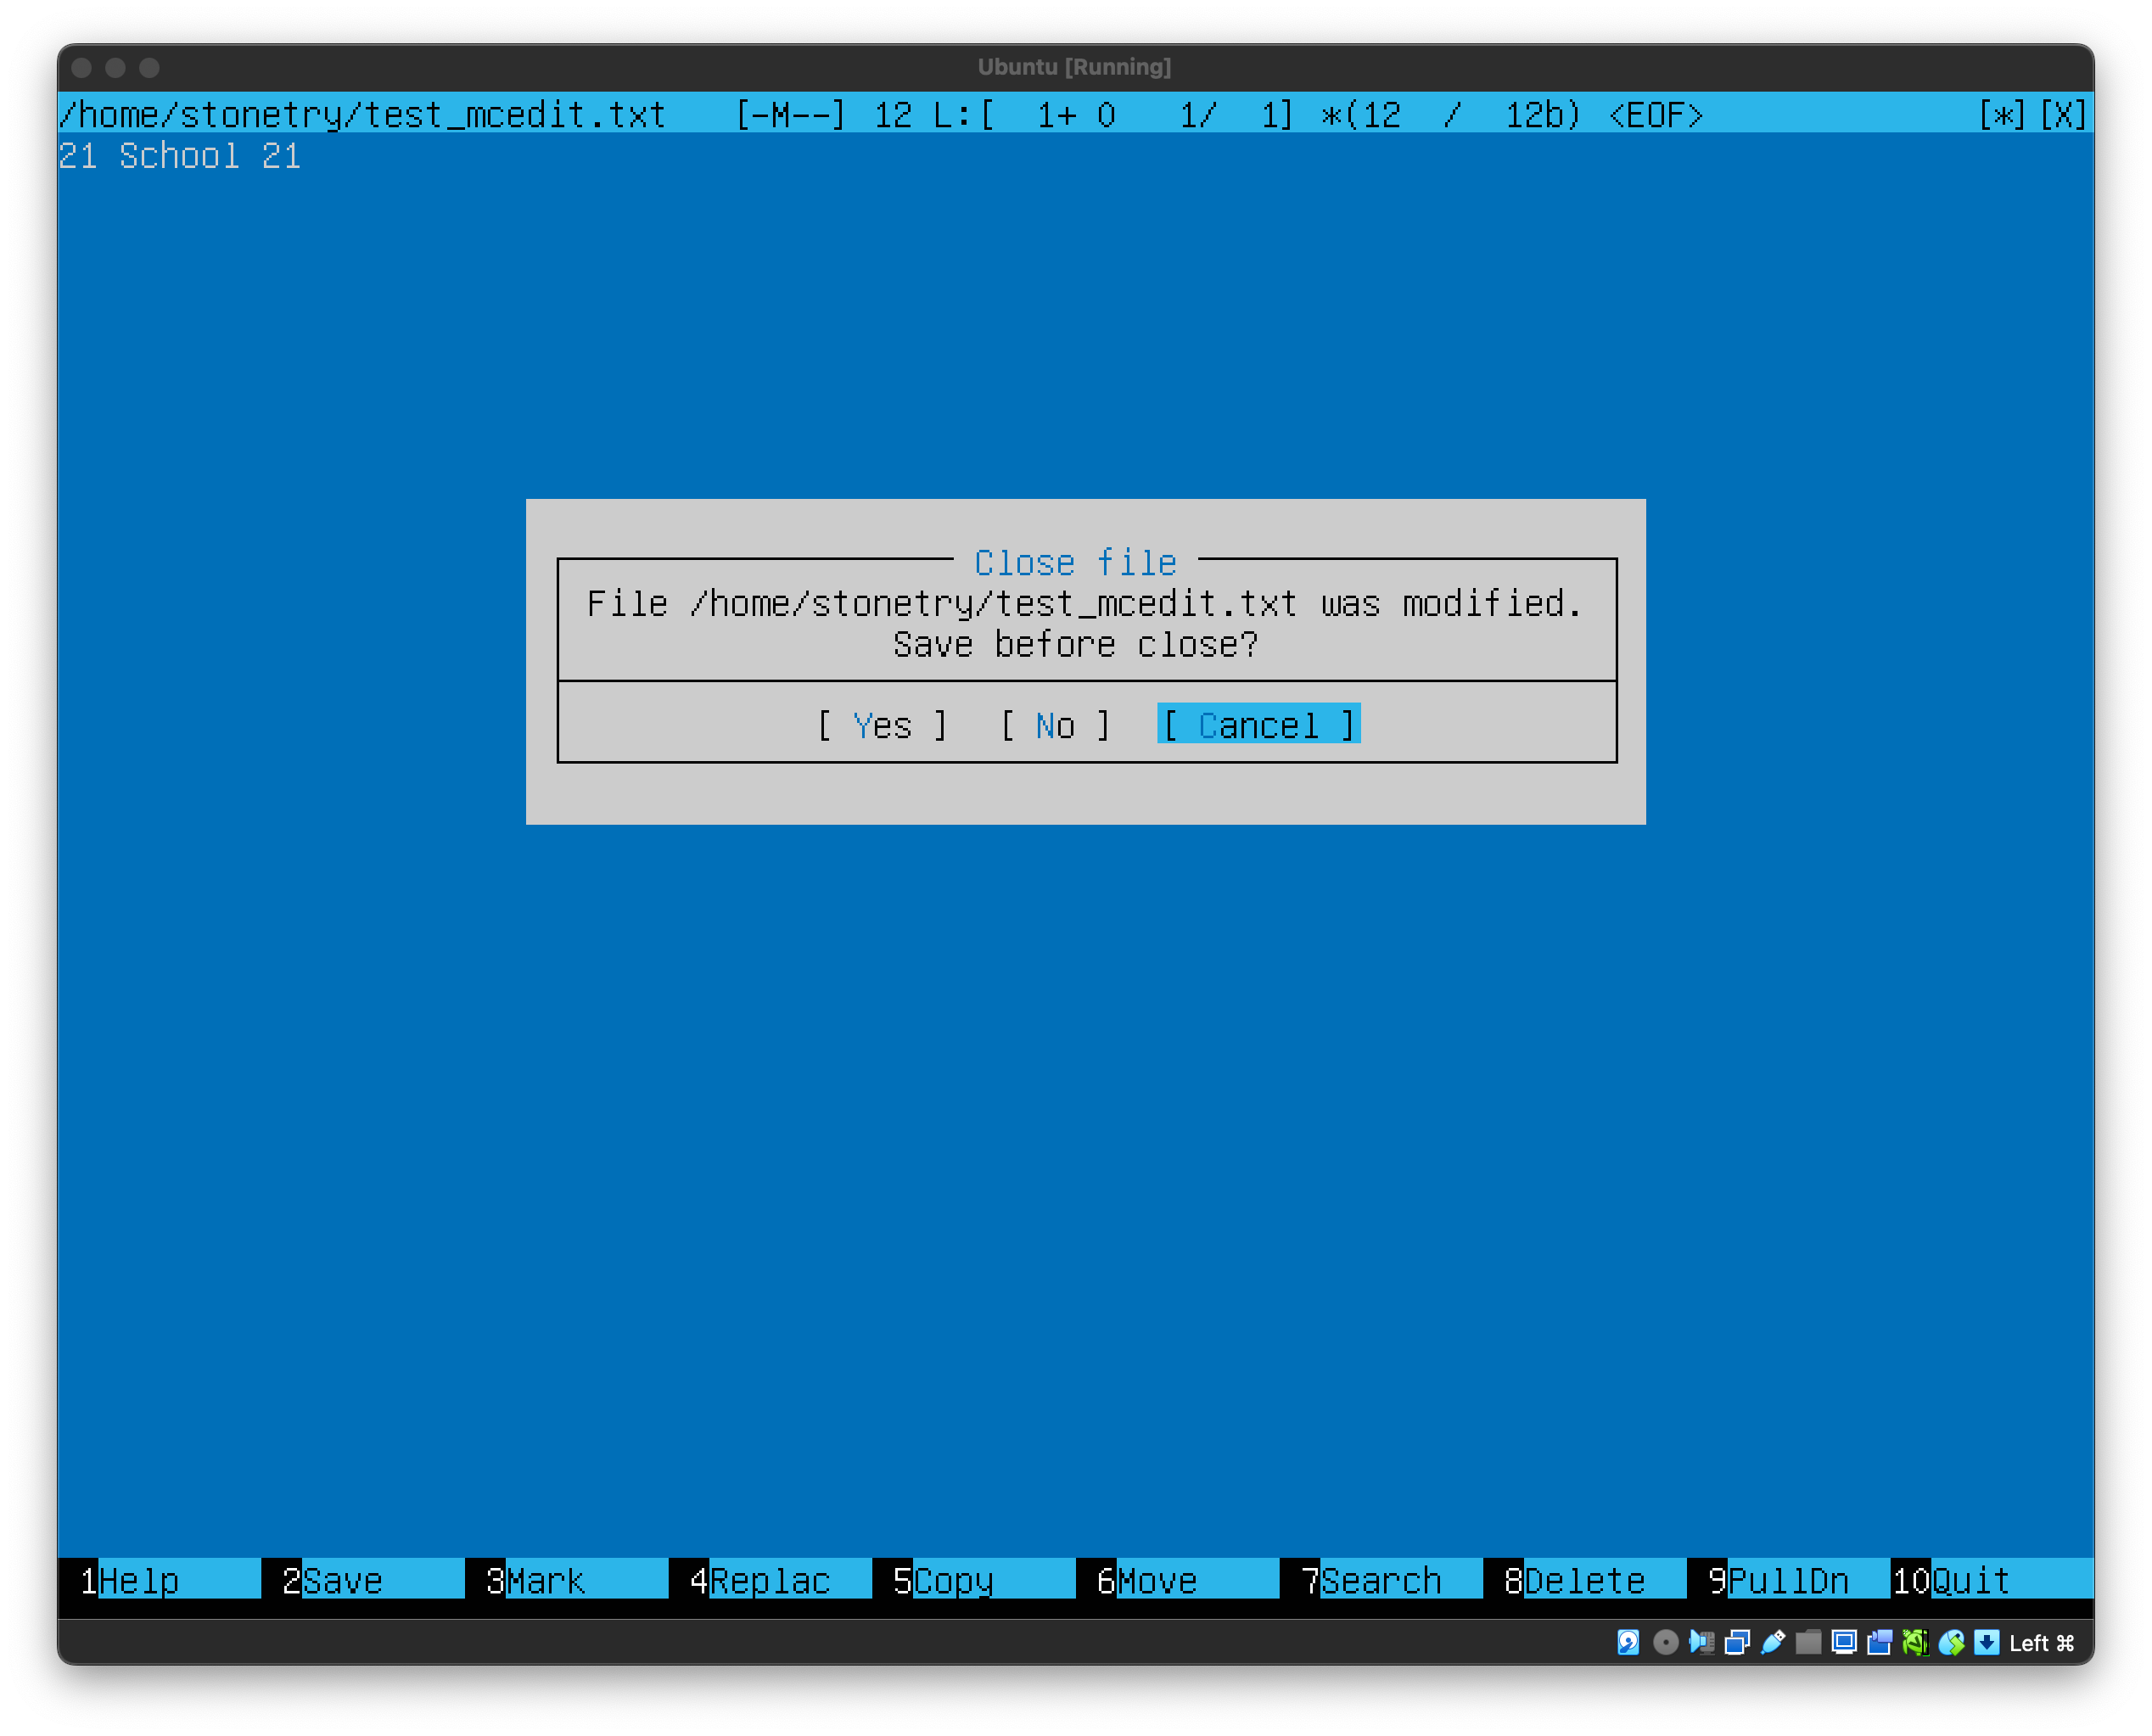 Ubuntu [Running]
/home/stonetry/test_mcedit.txt [-M--] 12 L:[ 1+ 0 1/ 1] *(12 / 12b) <EOF> [*][X]
21 School 21
Close file
File /home/stonetry/test_mcedit.txt was modified.
Save before close?
[ Yes ] [ No ] [ Cancel ]
1Help 2Save 3Mark 4Replac 5Copy 6Move 7Search 8Delete 9PullDn 10Quit
Left ⌘